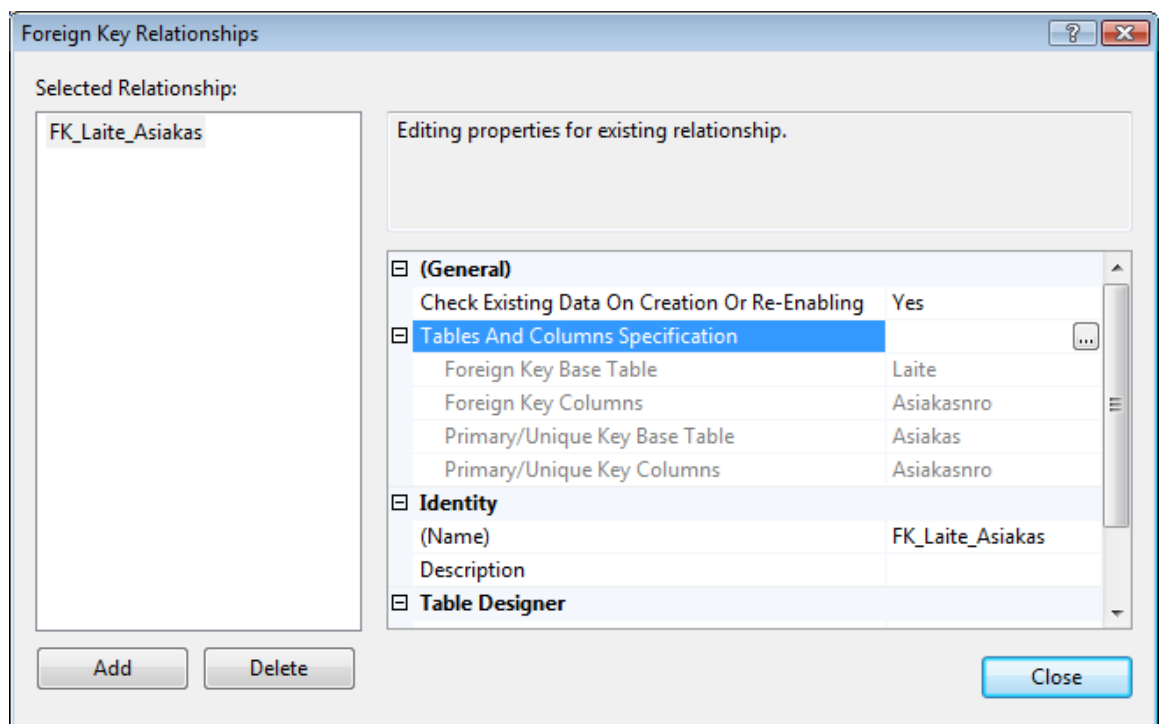 Foreign Key Relationships
Selected Relationship:
FK_Laite_Asiakas
Editing properties for existing relationship.
(General)
Check Existing Data On Creation Or Re-Enabling Yes
Tables And Columns Specification ...
Foreign Key Base Table Laite
Foreign Key Columns Asiakasnro
Primary/Unique Key Base Table Asiakas
Primary/Unique Key Columns Asiakasnro
Identity
(Name) FK_Laite_Asiakas
Description
Table Designer
Add Delete
Close